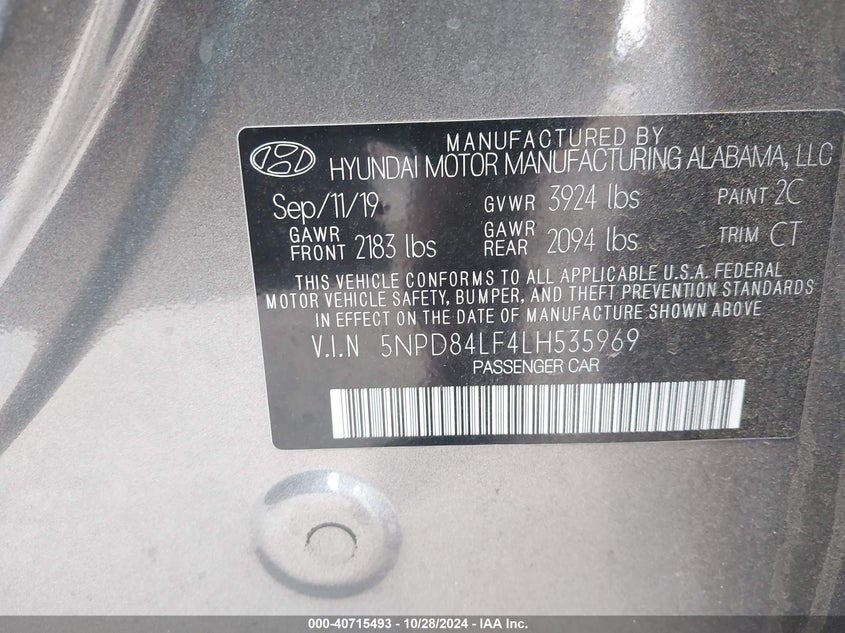 MANUFACTURED BY
HYUNDAI MOTOR MANUFACTURING ALABAMA, LLC
Sep/11/19 GVWR 3924 lbs PAINT 2C
GAWR FRONT 2183 lbs GAWR REAR 2094 lbs TRIM CT
THIS VEHICLE CONFORMS TO ALL APPLICABLE U.S.A. FEDERAL
MOTOR VEHICLE SAFETY, BUMPER, AND THEFT PREVENTION STANDARDS
IN EFFECT ON THE DATE OF MANUFACTURE SHOWN ABOVE
V.I.N 5NPD84LF4LH535969
PASSENGER CAR
000-40715493 - 10/28/2024 - IAA Inc.